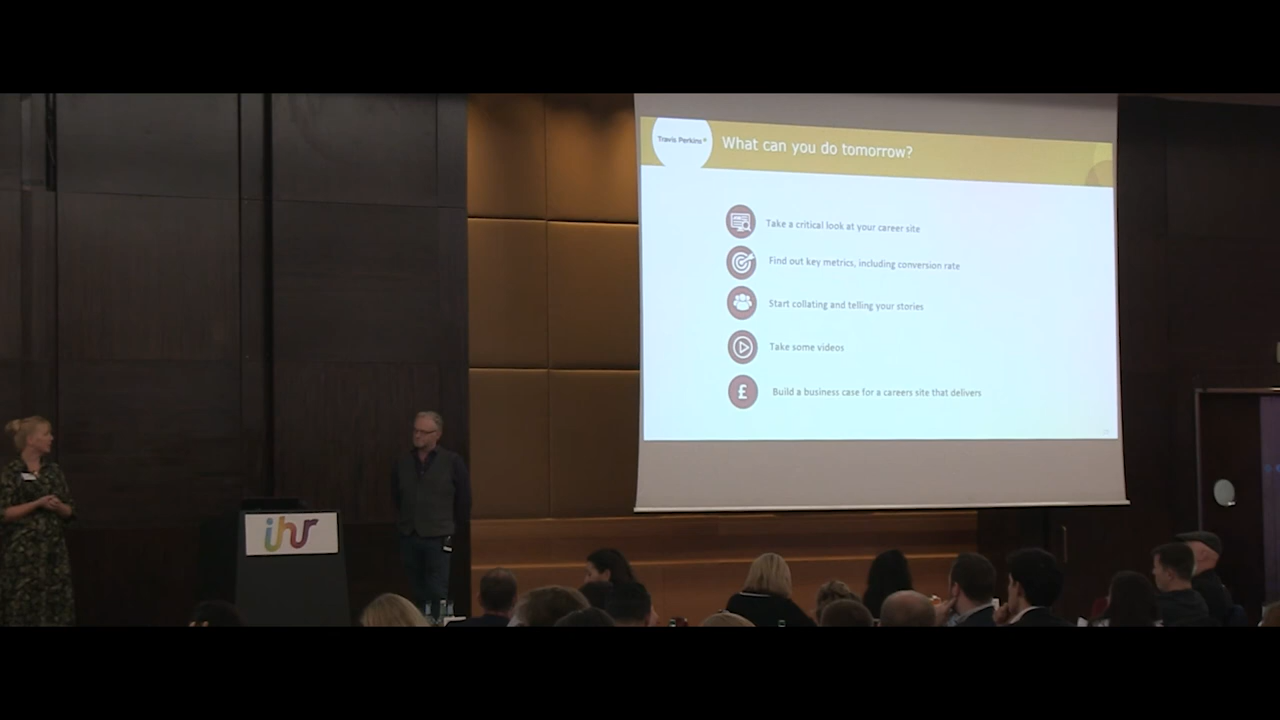 Travis Perkins
What can you do tomorrow?
Take a critical look at your career site
Find out key metrics, including conversion rate
Start collating and telling your stories
Take some videos
£
Build a business case for a careers site that delivers
ihr